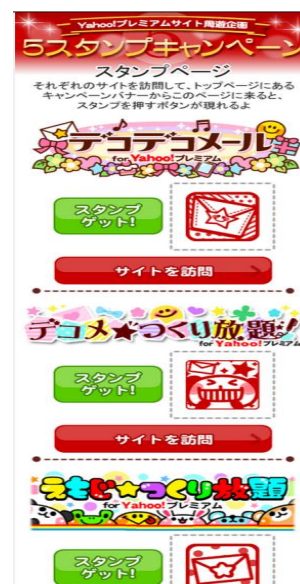 Yahoo!プレミアムサイト周遊企画
5スタンプキャンペーン
スタンプページ
それぞれのサイトを訪問して、トップページにある
キャンペーンバナーからこのページに来ると、
スタンプを押すボタンが現れるよ
デコデコメール
for Yahoo!プレミアム
スタンプ
ゲット!
サイトを訪問
デコメ★つくり放題!!
for Yahoo!プレミアム
スタンプ
ゲット!
サイトを訪問
えもじ☆つくり放題
for Yahoo!プレミアム
スタンプ
ゲット!